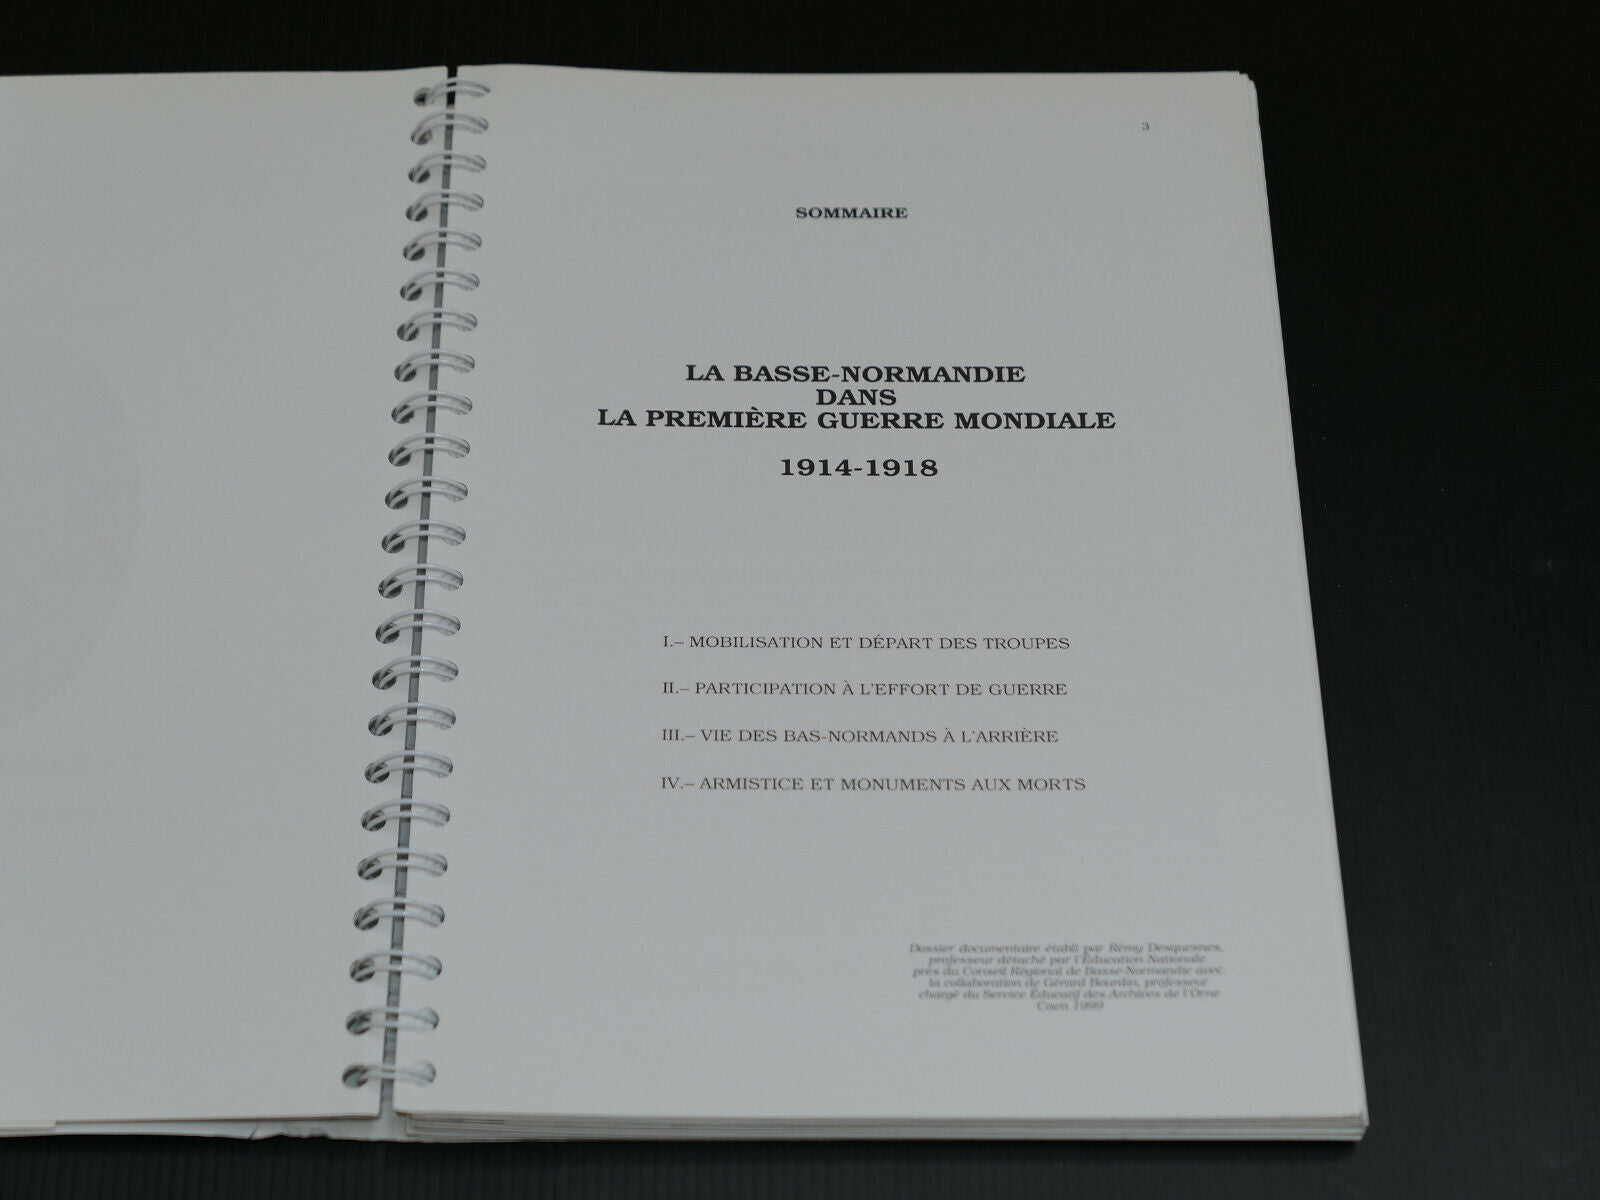 3
SOMMAIRE
LA BASSE-NORMANDIE
DANS
LA PREMIÈRE GUERRE MONDIALE
1914-1918
I.– MOBILISATION ET DÉPART DES TROUPES
II.– PARTICIPATION À L'EFFORT DE GUERRE
III.– VIE DES BAS-NORMANDS À L'ARRIÈRE
IV.– ARMISTICE ET MONUMENTS AUX MORTS
Dossier documentaire établi par Rémy Desquesnes,
professeur détaché par l'Éducation Nationale
près du Conseil Régional de Basse-Normandie avec
la collaboration de Gérard Bourdin, professeur
chargé du Service Éducatif des Archives de l'Orne
Caen 1999